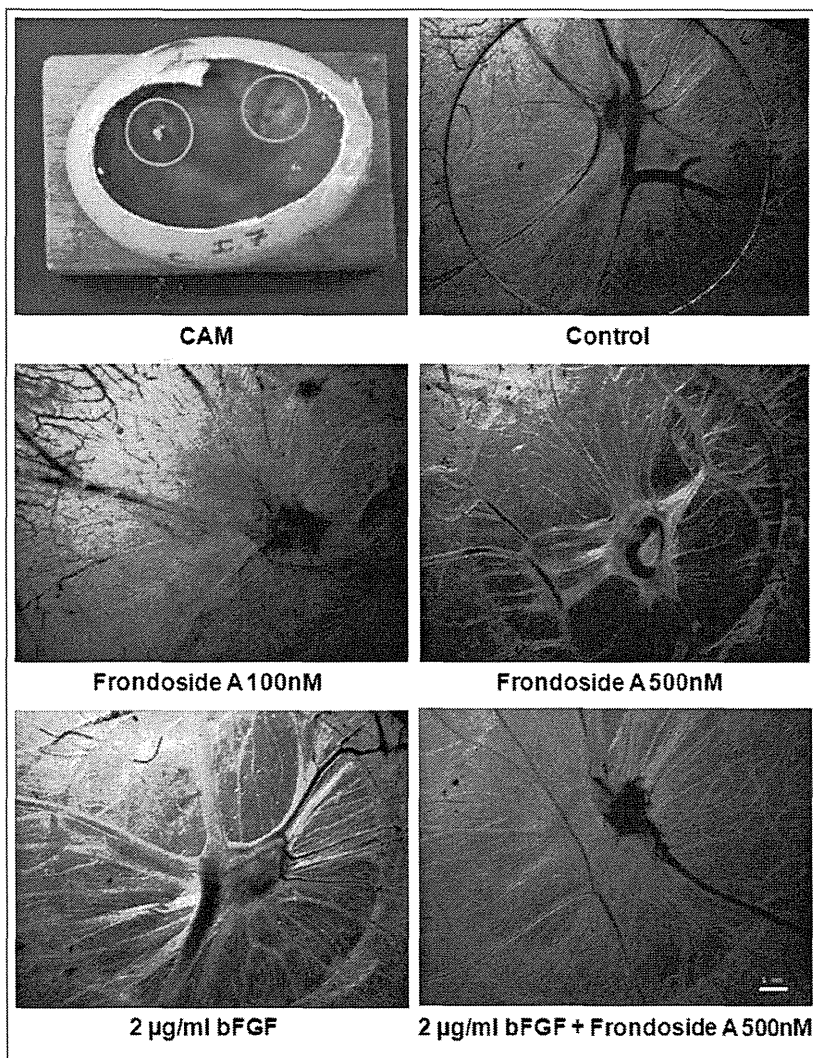 CAM
Control
Frondoside A 100nM
Frondoside A 500nM
2 µg/ml bFGF
2 µg/ml bFGF + Frondoside A 500nM